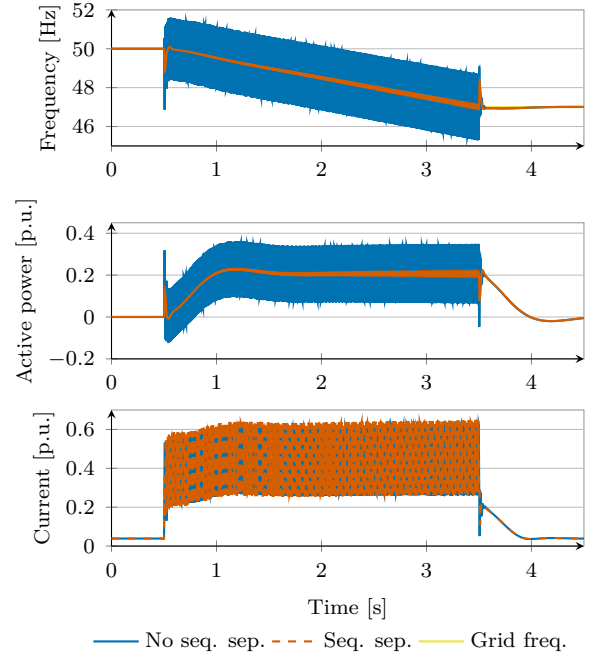 Frequency [Hz]
52
50
48
46
0 1 2 3 4
Active power [p.u.]
0.4
0.2
0
−0.2
0 1 2 3 4
Current [p.u.]
0.6
0.4
0.2
0
0 1 2 3 4
Time [s]
No seq. sep. Seq. sep. Grid freq.